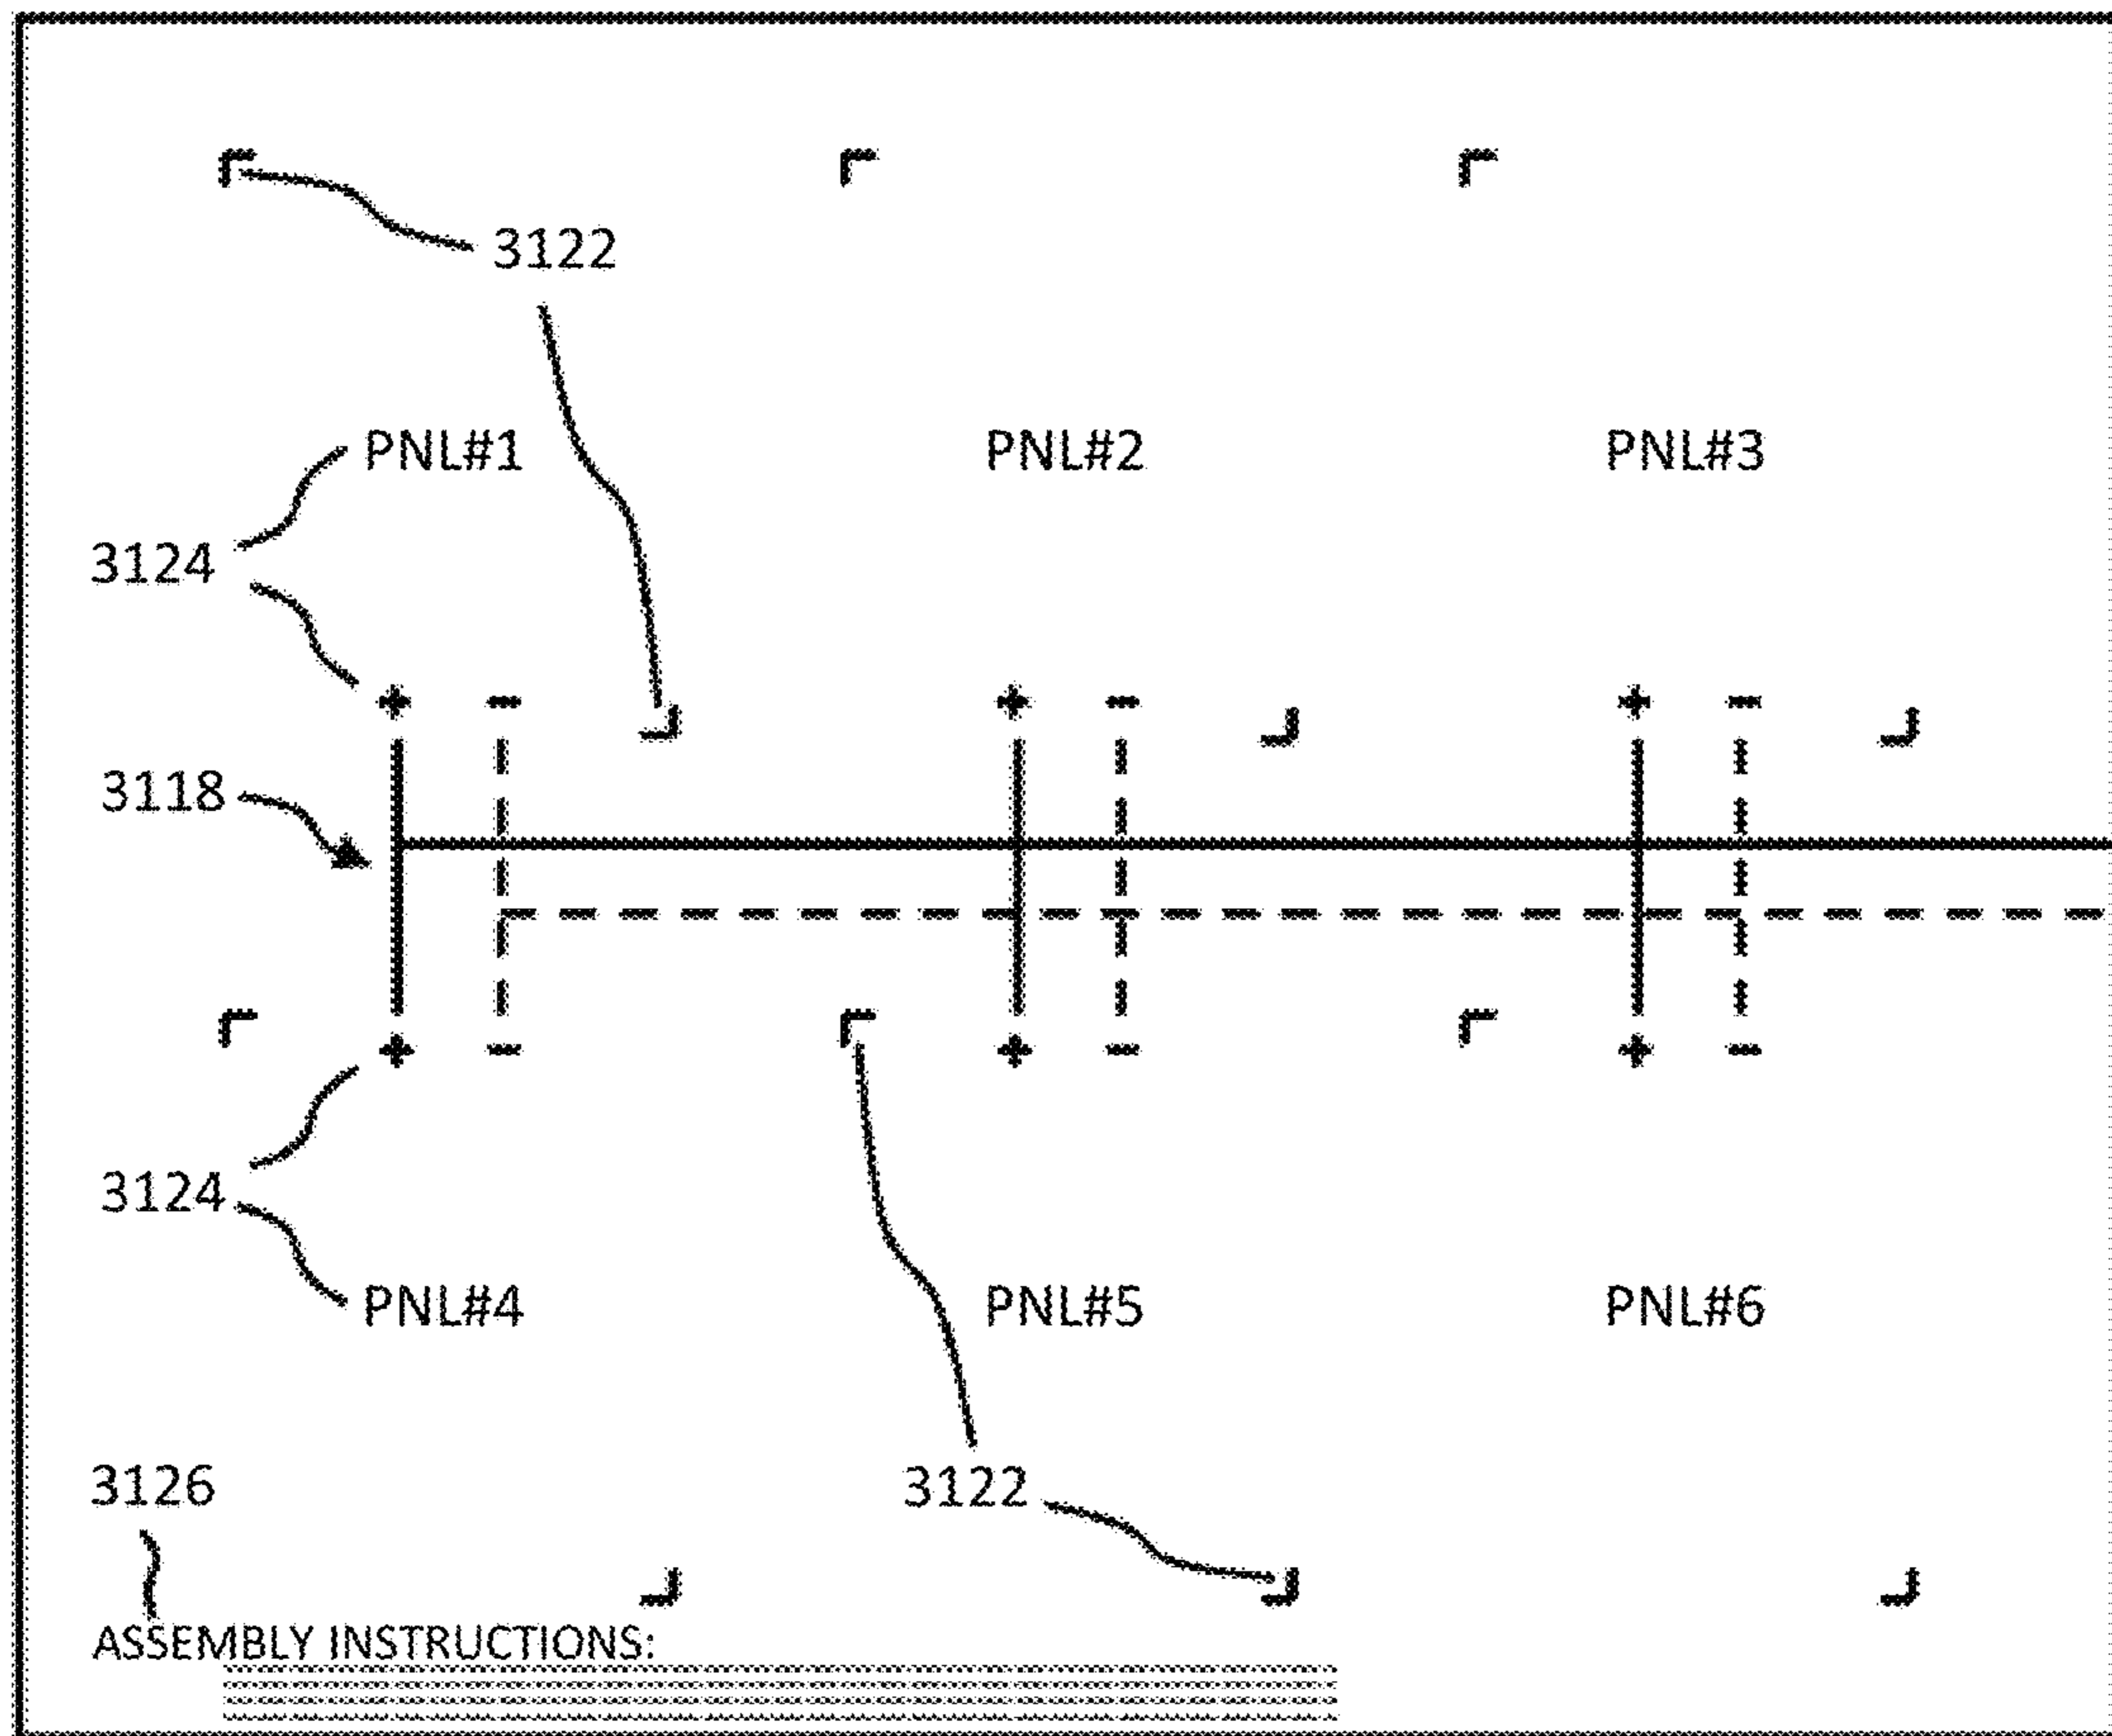 3122
PNL#1 PNL#2 PNL#3
3124
+ - + - + -
3118
+ - + - + -
3124
PNL#4 PNL#5 PNL#6
3126 3122
ASSEMBLY INSTRUCTIONS: